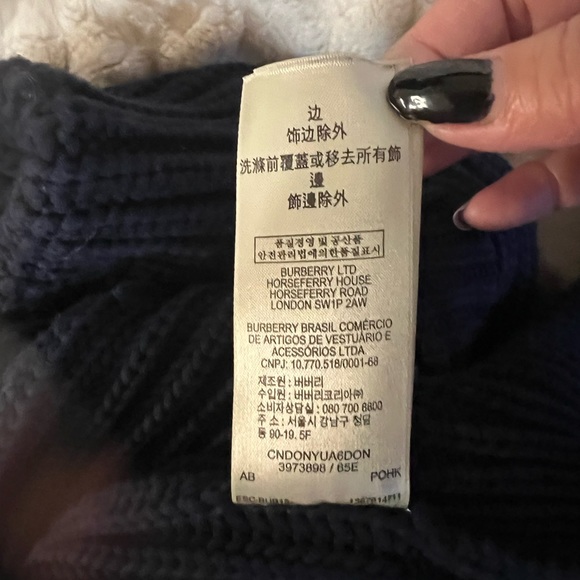 边
饰边除外
洗滌前覆蓋或移去所有飾
邊
飾邊除外
품질경영 및 공산품
안전관리법에의한품질표시
BURBERRY LTD
HORSEFERRY HOUSE
HORSEFERRY ROAD
LONDON SW1P 2AW
BURBERRY BRASIL COMÉRCIO
DE ARTIGOS DE VESTUÁRIO E
ACESSÓRIOS LTDA
CNPJ: 10.770.518/0001-68
제조원 : 버버리
수입원 : 버버리코리아㈜
소비자상담실 : 080 700 8800
주 소 : 서울시 강남구 청담
동 90-19, 5F
CNDONYUA6DON
3973898 / 65E
AB POHK